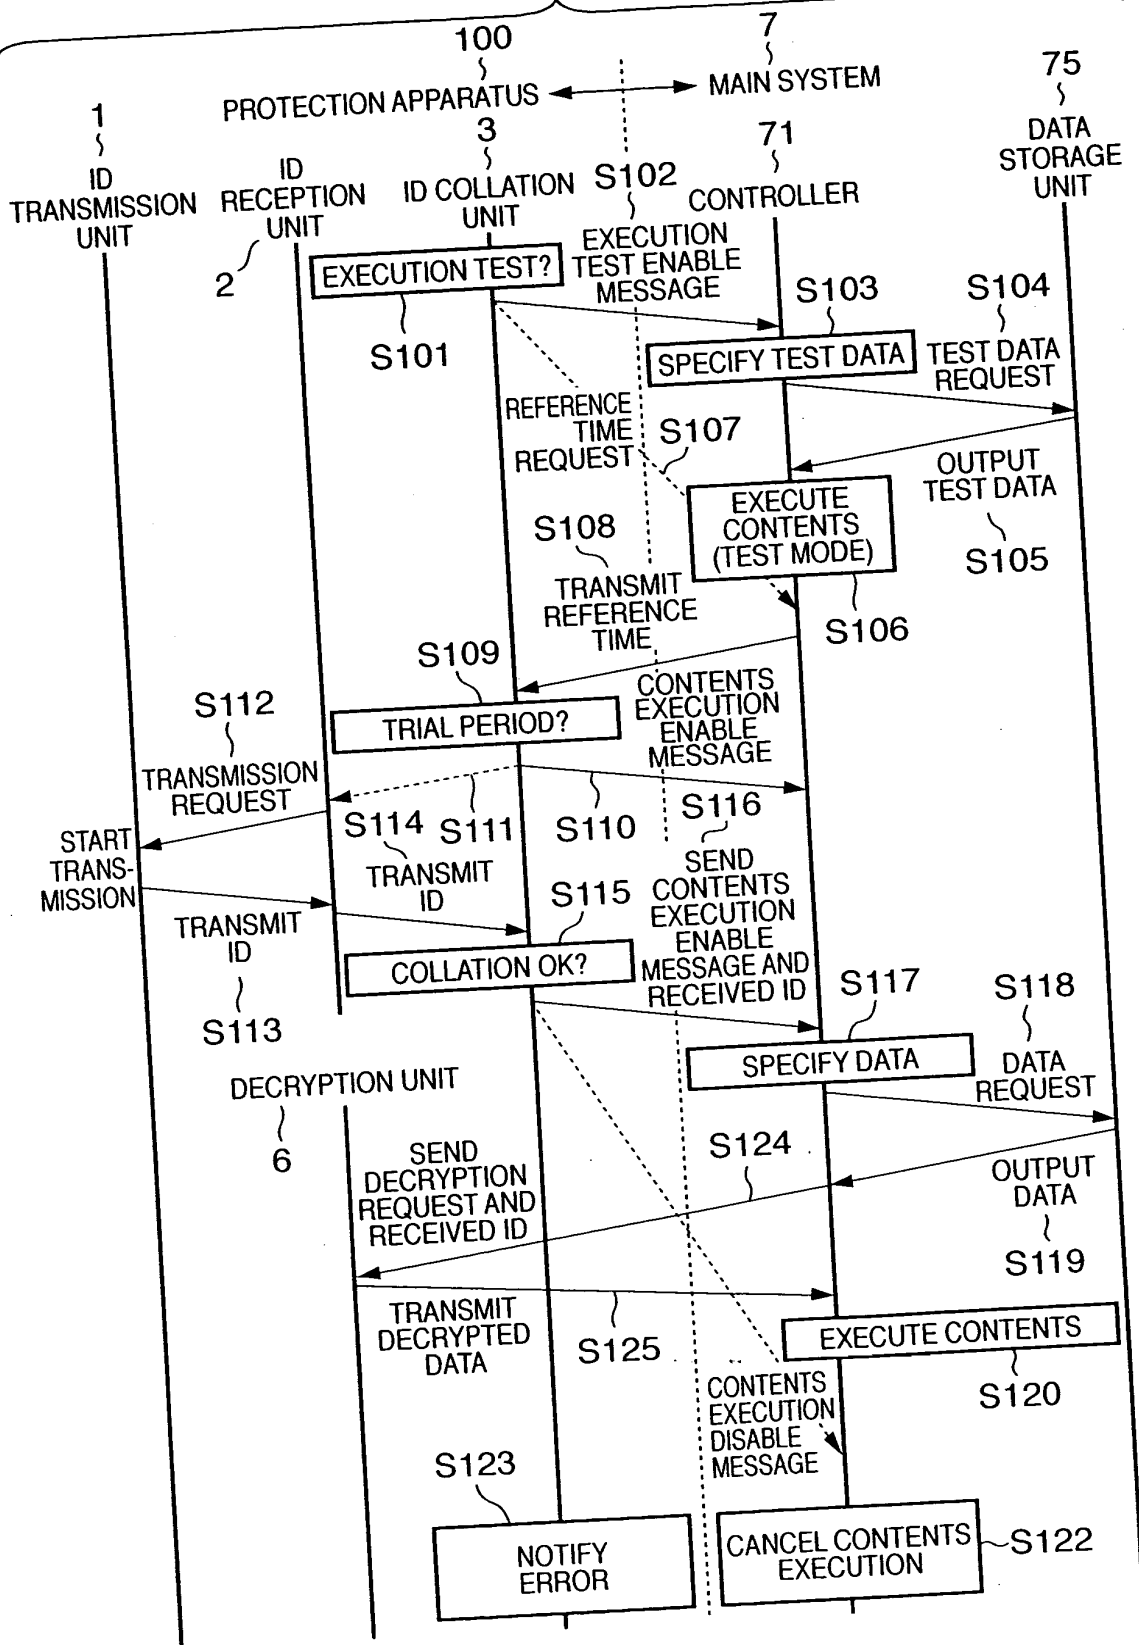 100
7
75
PROTECTION APPARATUS
MAIN SYSTEM
1
3
71
DATA
STORAGE
UNIT
ID
TRANSMISSION
UNIT
ID
RECEPTION
UNIT
2
ID COLLATION
UNIT
S102
CONTROLLER
EXECUTION TEST?
S101
EXECUTION
TEST ENABLE
MESSAGE
S103
S104
SPECIFY TEST DATA
TEST DATA
REQUEST
REFERENCE
TIME
REQUEST
S107
OUTPUT
TEST DATA
S105
EXECUTE
CONTENTS
(TEST MODE)
S106
S108
TRANSMIT
REFERENCE
TIME
S109
TRIAL PERIOD?
CONTENTS
EXECUTION
ENABLE
MESSAGE
S112
TRANSMISSION
REQUEST
START
TRANS-
MISSION
S114
S111
S110
S116
TRANSMIT
ID
S115
SEND
CONTENTS
EXECUTION
ENABLE
MESSAGE AND
RECEIVED ID
TRANSMIT
ID
S113
COLLATION OK?
S117
S118
SPECIFY DATA
DATA
REQUEST
DECRYPTION UNIT
6
S124
SEND
DECRYPTION
REQUEST AND
RECEIVED ID
OUTPUT
DATA
S119
TRANSMIT
DECRYPTED
DATA
S125
EXECUTE CONTENTS
S120
CONTENTS
EXECUTION
DISABLE
MESSAGE
S123
NOTIFY
ERROR
CANCEL CONTENTS
EXECUTION
S122